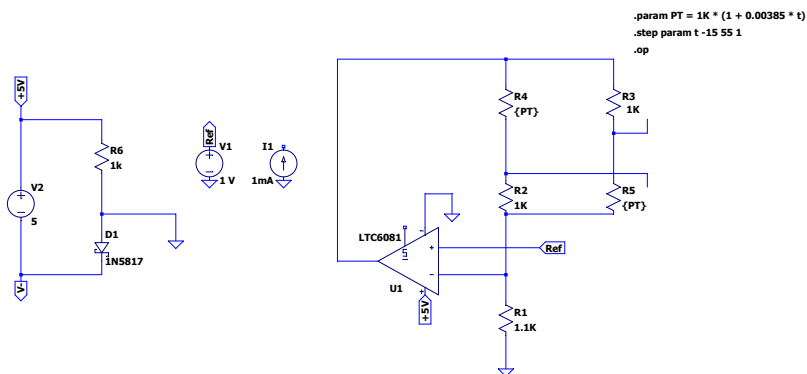 .param PT = 1K * (1 + 0.00385 * t)
.step param t -15 55 1
.op
+5V
R6
1k
V2
5
D1
1N5817
V-
Ref
V1
1 V
I1
1mA
R4
{PT}
R3
1K
R2
1K
R5
{PT}
LTC6081
U1
+5V
Ref
R1
1.1K